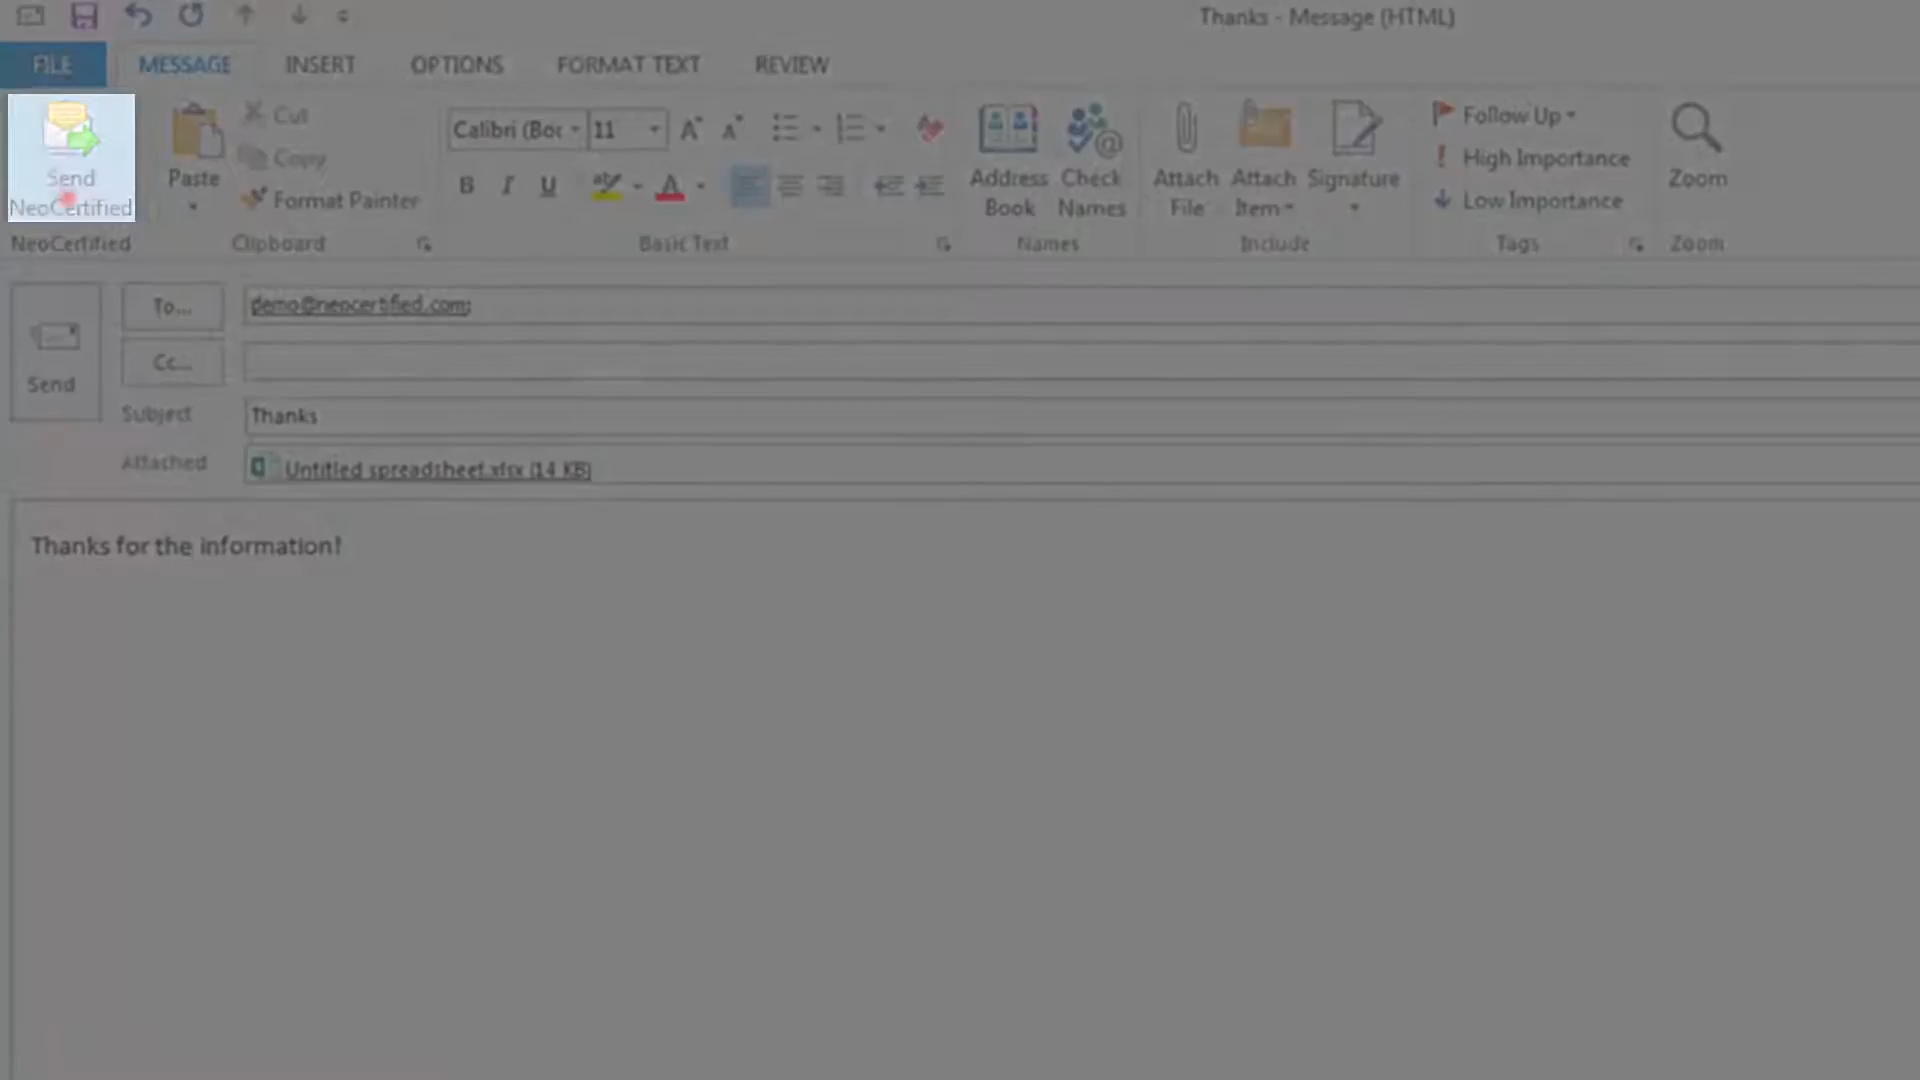 Thanks - Message (HTML)
FILE MESSAGE INSERT OPTIONS FORMAT TEXT REVIEW
Send NeoCertified
Paste
Cut
Copy
Format Painter
Calibri (Boc 11
B I U
Address Book
Check Names
Attach File
Attach Item
Signature
Follow Up
High Importance
Low Importance
Zoom
NeoCertified Clipboard Basic Text Names Include Tags Zoom
Send
To... demo@neocertified.com;
Cc...
Subject Thanks
Attached Untitled spreadsheet.xlsx (14 KB)
Thanks for the information!